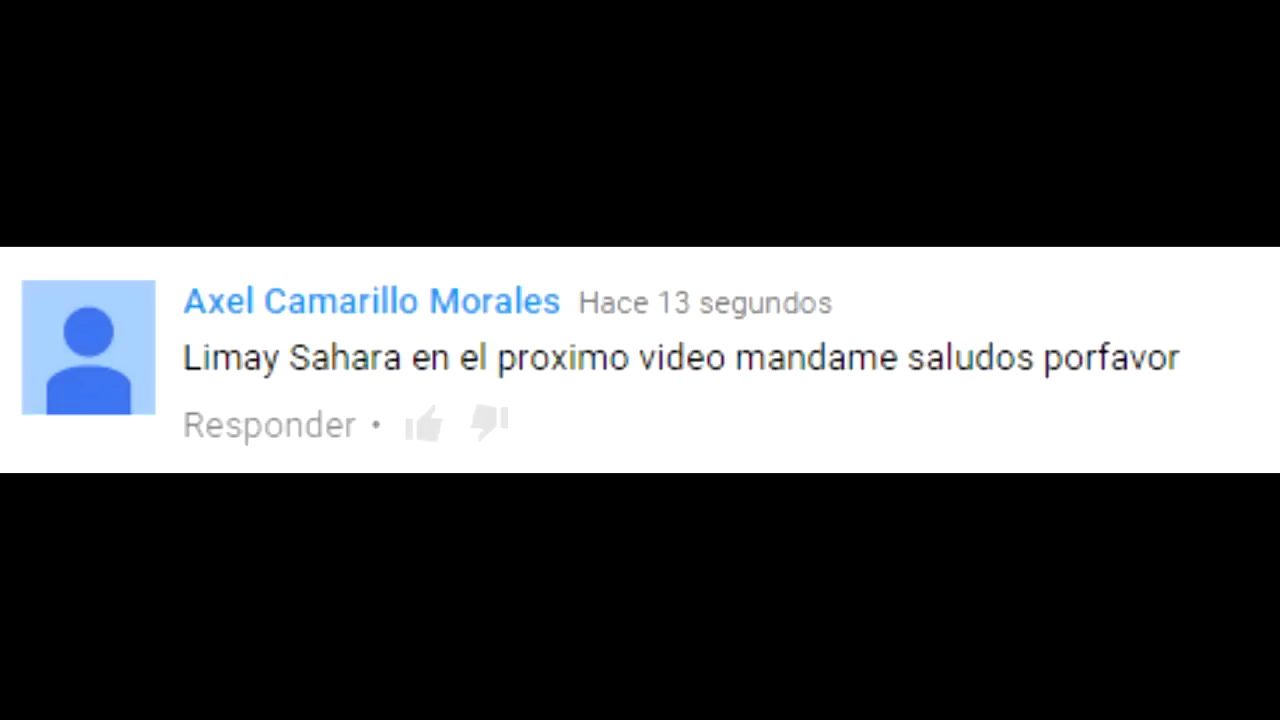 Axel Camarillo Morales Hace 13 segundos
Limay Sahara en el proximo video mandame saludos porfavor
Responder •